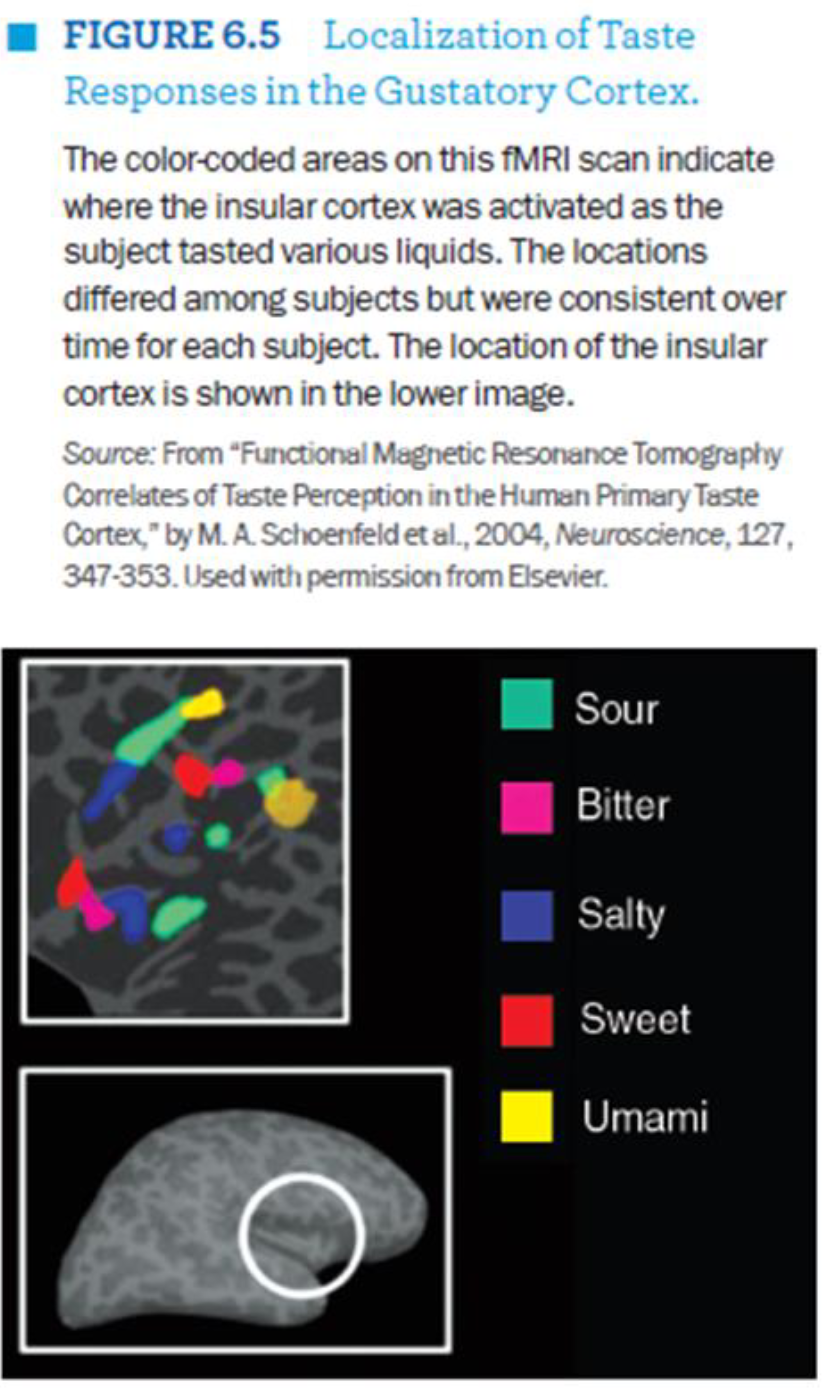 FIGURE 6.5 Localization of Taste
Responses in the Gustatory Cortex.
The color-coded areas on this fMRI scan indicate
where the insular cortex was activated as the
subject tasted various liquids. The locations
differed among subjects but were consistent over
time for each subject. The location of the insular
cortex is shown in the lower image.
Source: From “Functional Magnetic Resonance Tomography
Correlates of Taste Perception in the Human Primary Taste
Cortex,” by M. A. Schoenfeld et al., 2004, Neuroscience, 127,
347-353. Used with permission from Elsevier.
Sour
Bitter
Salty
Sweet
Umami